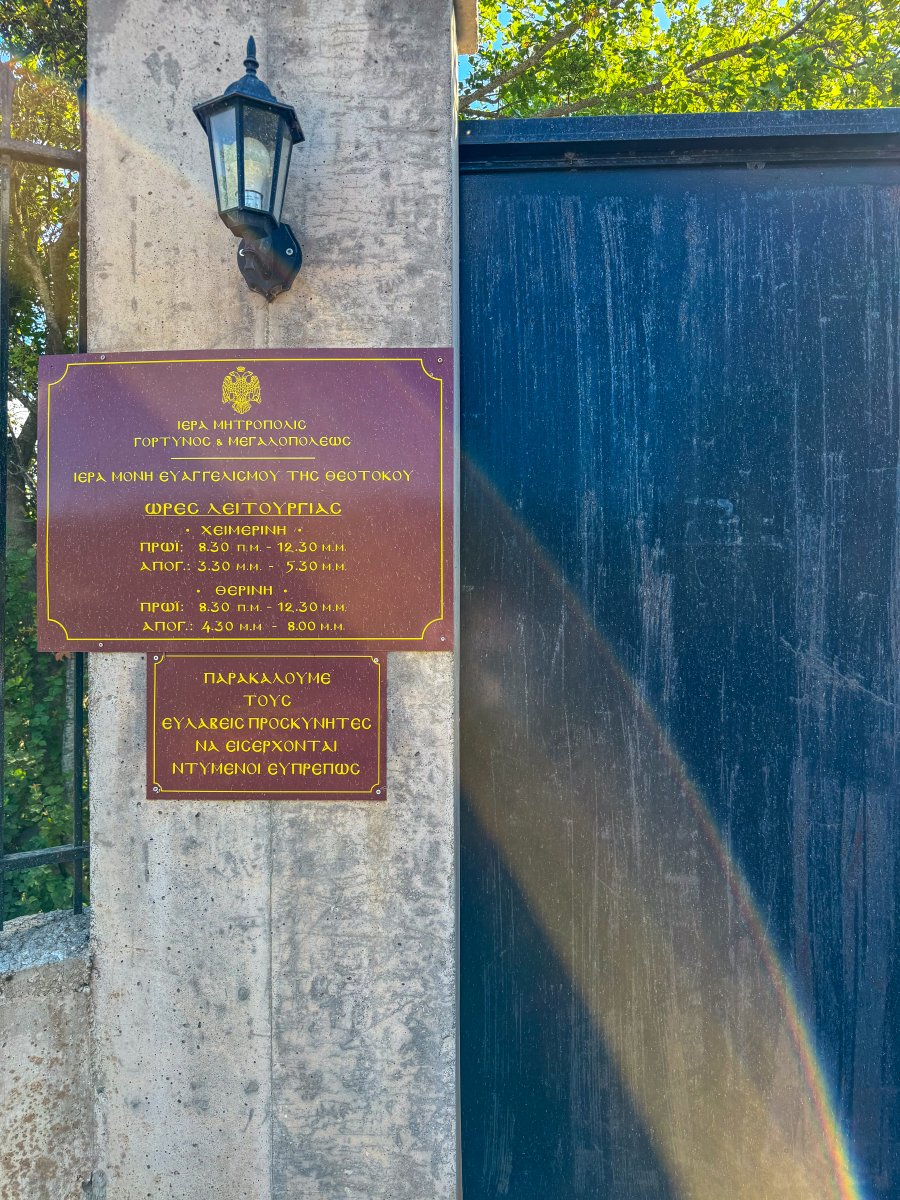 ΙΕΡΑ ΜΗΤΡΟΠΟΛΙΣ
ΓΟΡΤΥΝΟΣ & ΜΕΓΑΛΟΠΟΛΕΩΣ
ΙΕΡΑ ΜΟΝΗ ΕΥΑΓΓΕΛΙΣΜΟΥ ΤΗΣ ΘΕΟΤΟΚΟΥ
ΩΡΕΣ ΛΕΙΤΟΥΡΓΙΑΣ
• ΧΕΙΜΕΡΙΝΗ •
ΠΡΩΪ: 8.30 Π.Μ. - 12.30 Μ.Μ.
ΑΠΟΓ.: 3.30 Μ.Μ. - 5.30 Μ.Μ.
• ΘΕΡΙΝΗ •
ΠΡΩΪ: 8.30 Π.Μ. - 12.30 Μ.Μ.
ΑΠΟΓ.: 4.30 Μ.Μ - 8.00 Μ.Μ.
ΠΑΡΑΚΑΛΟΥΜΕ
ΤΟΥΣ
ΕΥΛΑΒΕΙΣ ΠΡΟΣΚΥΝΗΤΕΣ
ΝΑ ΕΙΣΕΡΧΟΝΤΑΙ
ΝΤΥΜΕΝΟΙ ΕΥΠΡΕΠΩΣ